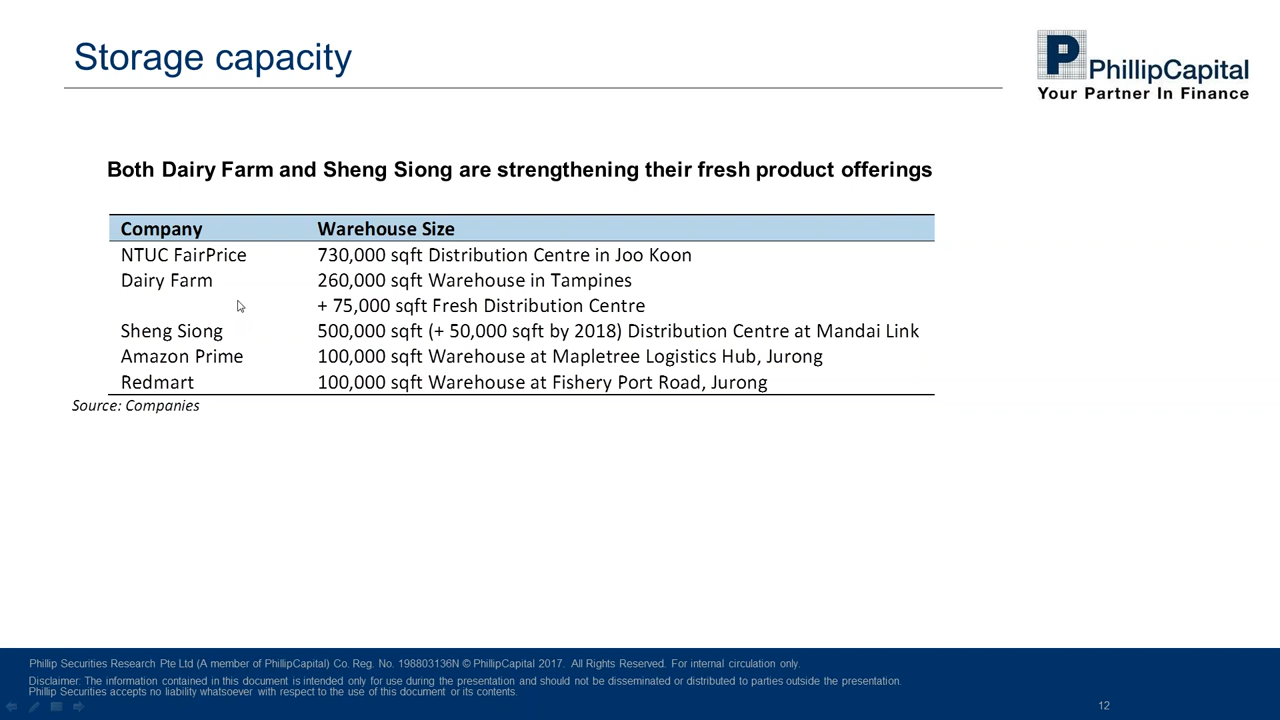 Storage capacity
P PhillipCapital
Your Partner In Finance
Both Dairy Farm and Sheng Siong are strengthening their fresh product offerings
Company Warehouse Size
NTUC FairPrice 730,000 sqft Distribution Centre in Joo Koon
Dairy Farm 260,000 sqft Warehouse in Tampines
+ 75,000 sqft Fresh Distribution Centre
Sheng Siong 500,000 sqft (+ 50,000 sqft by 2018) Distribution Centre at Mandai Link
Amazon Prime 100,000 sqft Warehouse at Mapletree Logistics Hub, Jurong
Redmart 100,000 sqft Warehouse at Fishery Port Road, Jurong
Source: Companies
Phillip Securities Research Pte Ltd (A member of PhillipCapital) Co. Reg. No. 198803136N © PhillipCapital 2017. All Rights Reserved. For internal circulation only.
Disclaimer: The information contained in this document is intended only for use during the presentation and should not be disseminated or distributed to parties outside the presentation.
Phillip Securities accepts no liability whatsoever with respect to the use of this document or its contents.
12